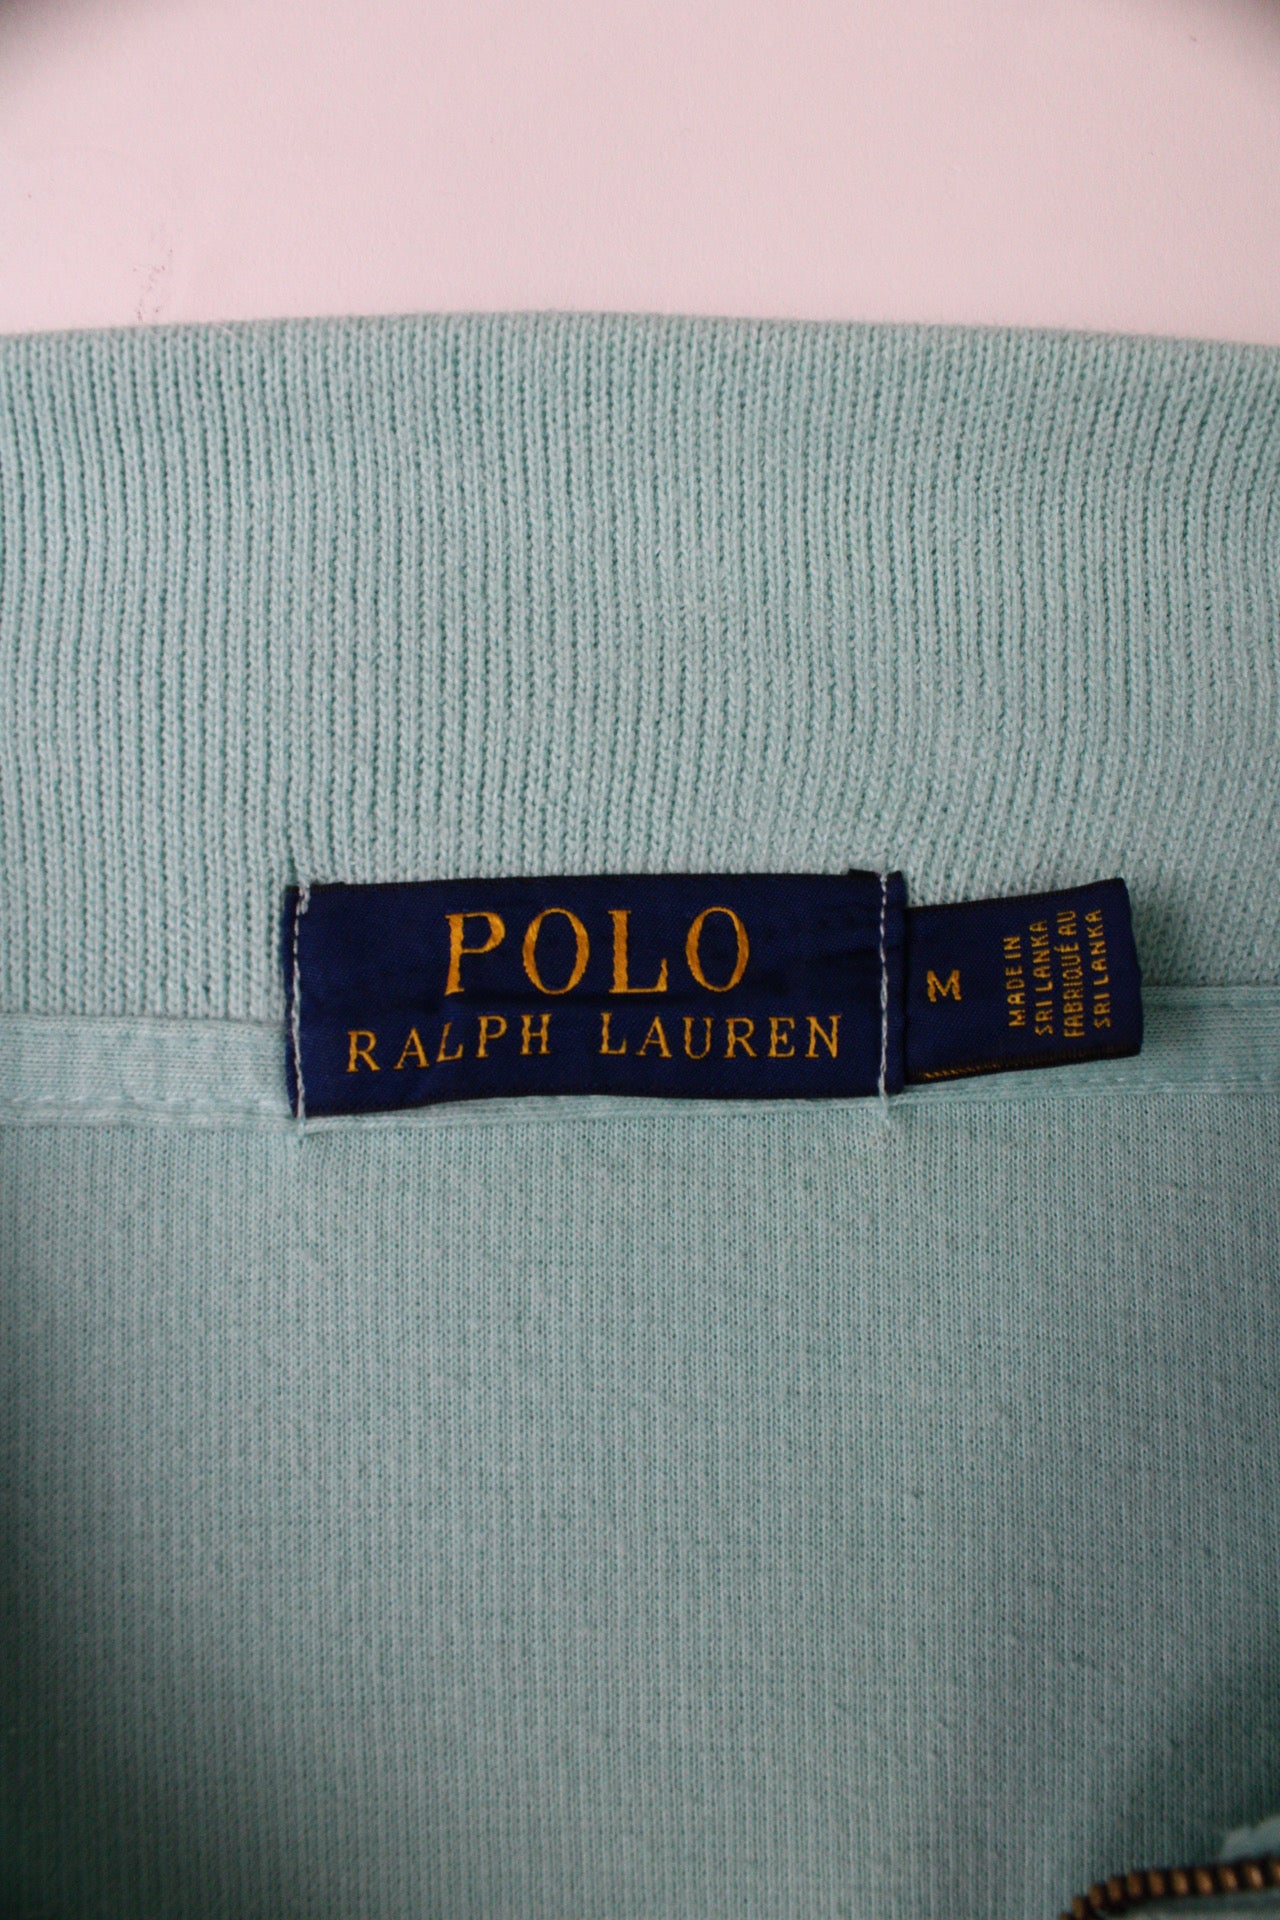 POLO
RALPH LAUREN
M
MADE IN
SRI LANKA
FABRIQUÉ AU
SRI LANKA